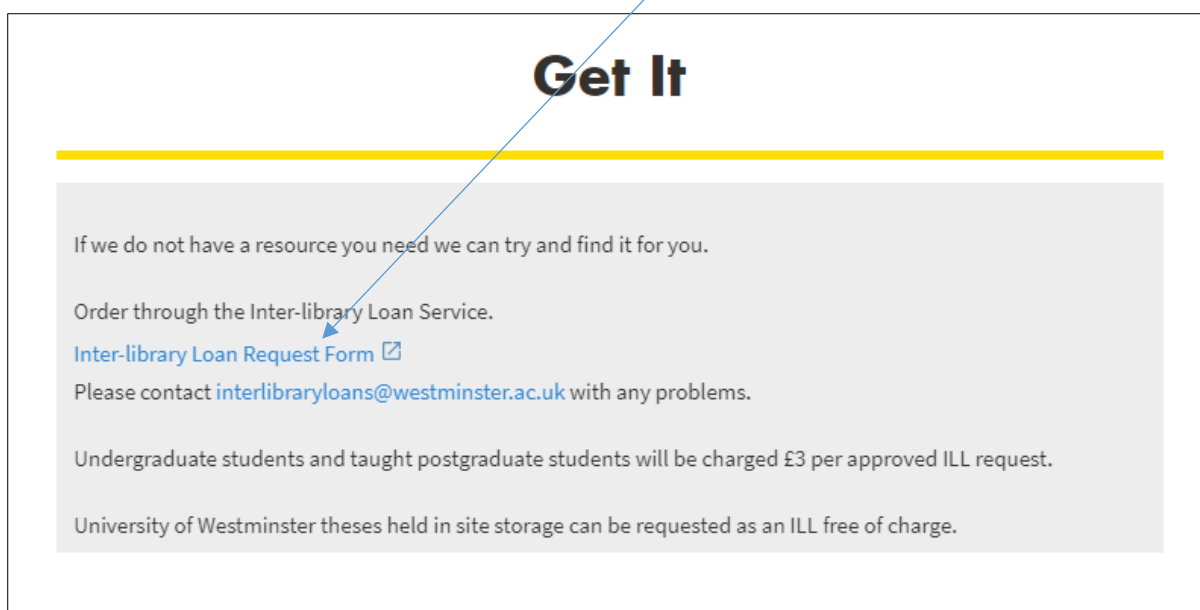 Get It
If we do not have a resource you need we can try and find it for you.
Order through the Inter-library Loan Service.
Inter-library Loan Request Form
Please contact interlibraryloans@westminster.ac.uk with any problems.
Undergraduate students and taught postgraduate students will be charged £3 per approved ILL request.
University of Westminster theses held in site storage can be requested as an ILL free of charge.